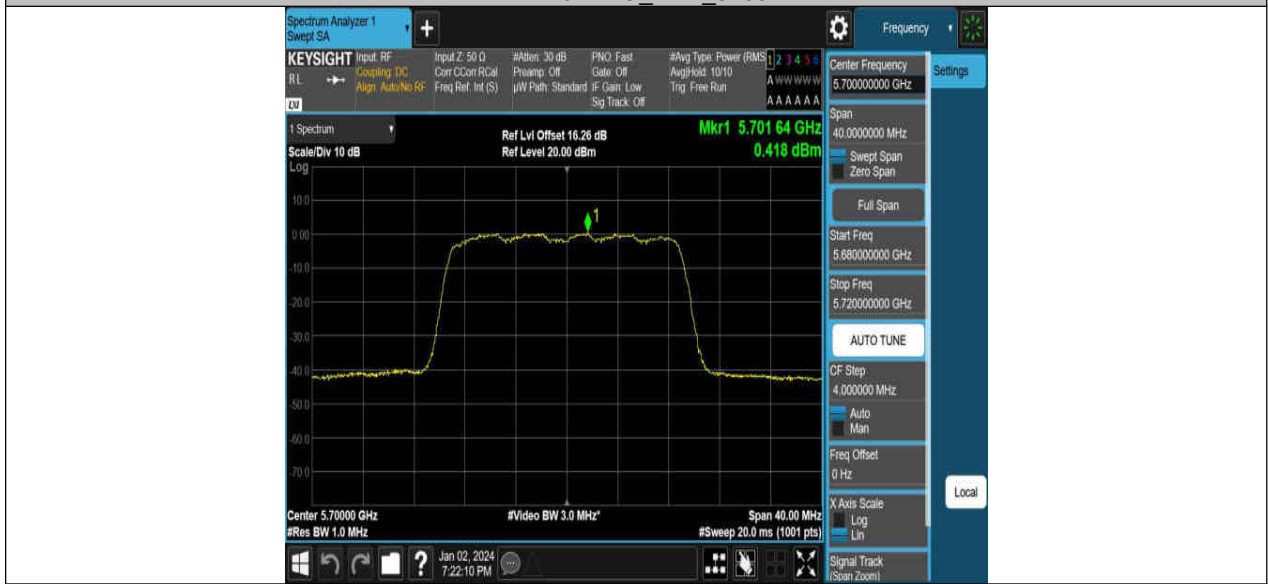 Spectrum Analyzer 1
Swept SA
+
Frequency
KEYSIGHT
RL
LXI
Input: RF
Coupling: DC
Align: Auto/No RF
Input Z: 50 Ω
Corr CCorr RCal
Freq Ref: Int (S)
#Atten: 30 dB
Preamp: Off
µW Path: Standard
PNO: Fast
Gate: Off
IF Gain: Low
Sig Track: Off
#Avg Type: Power (RMS
Avg|Hold: 10/10
Trig: Free Run
1 2 3 4 5 6
A W W W W W
A A A A A A
1 Spectrum
Scale/Div 10 dB
Log
Ref Lvl Offset 16.26 dB
Ref Level 20.00 dBm
Mkr1 5.701 64 GHz
0.418 dBm
10.0
0.00
-10.0
-20.0
-30.0
-40.0
-50.0
-60.0
-70.0
1
Center 5.70000 GHz
#Res BW 1.0 MHz
#Video BW 3.0 MHz*
Span 40.00 MHz
#Sweep 20.0 ms (1001 pts)
Center Frequency
5.700000000 GHz
Settings
Span
40.0000000 MHz
Swept Span
Zero Span
Full Span
Start Freq
5.680000000 GHz
Stop Freq
5.720000000 GHz
AUTO TUNE
CF Step
4.000000 MHz
Auto
Man
Freq Offset
0 Hz
X Axis Scale
Log
Lin
Local
Signal Track
(Span Zoom)
?
Jan 02, 2024
7:22:10 PM